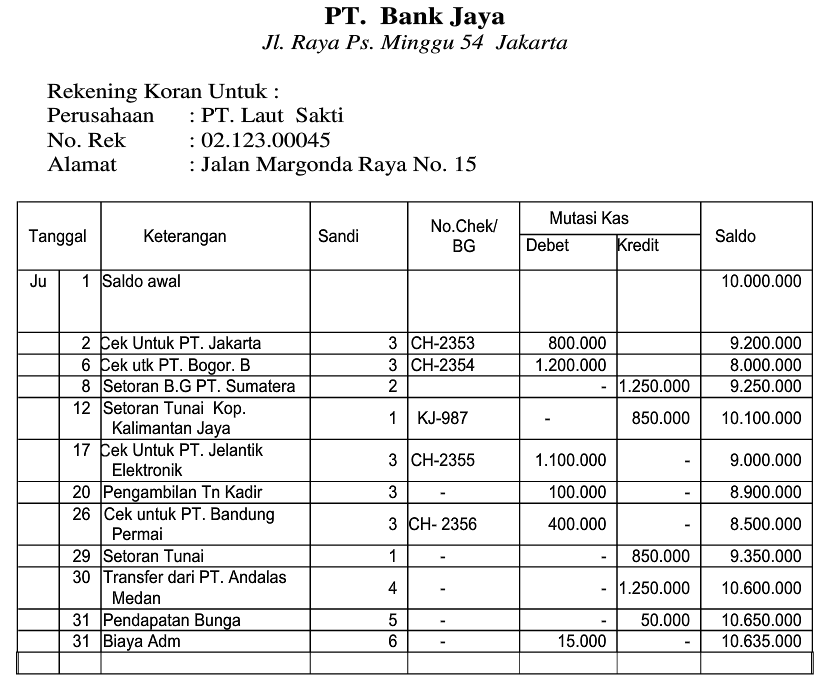 PT. Bank Jaya
Jl. Raya Ps. Minggu 54 Jakarta
Rekening Koran Untuk :
Perusahaan : PT. Laut Sakti
No. Rek : 02.123.00045
Alamat : Jalan Margonda Raya No. 15
Tanggal Keterangan Sandi No.Chek/ BG Mutasi Kas Saldo
Debet Kredit
Ju 1 Saldo awal 10.000.000
2 Cek Untuk PT. Jakarta 3 CH-2353 800.000 9.200.000
6 Cek utk PT. Bogor. B 3 CH-2354 1.200.000 8.000.000
8 Setoran B.G PT. Sumatera 2 - 1.250.000 9.250.000
12 Setoran Tunai Kop.
Kalimantan Jaya 1 KJ-987 - 850.000 10.100.000
17 Cek Untuk PT. Jelantik
Elektronik 3 CH-2355 1.100.000 - 9.000.000
20 Pengambilan Tn Kadir 3 - 100.000 - 8.900.000
26 Cek untuk PT. Bandung
Permai 3 CH- 2356 400.000 - 8.500.000
29 Setoran Tunai 1 - - 850.000 9.350.000
30 Transfer dari PT. Andalas
Medan 4 - - 1.250.000 10.600.000
31 Pendapatan Bunga 5 - - 50.000 10.650.000
31 Biaya Adm 6 - 15.000 - 10.635.000